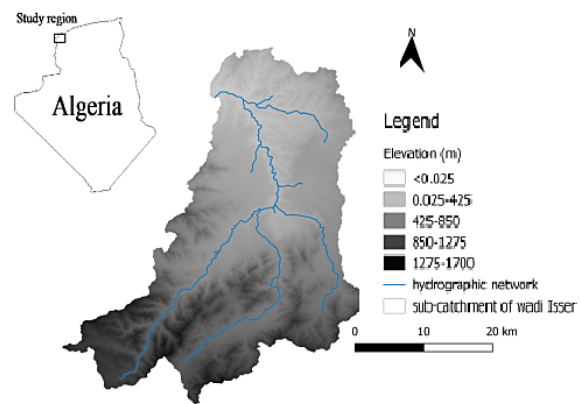 Study region
Algeria
N
Legend
Elevation (m)
<0.025
0.025-425
425-850
850-1275
1275-1700
hydrographic network
sub-catchment of wadi Isser
0 10 20 km